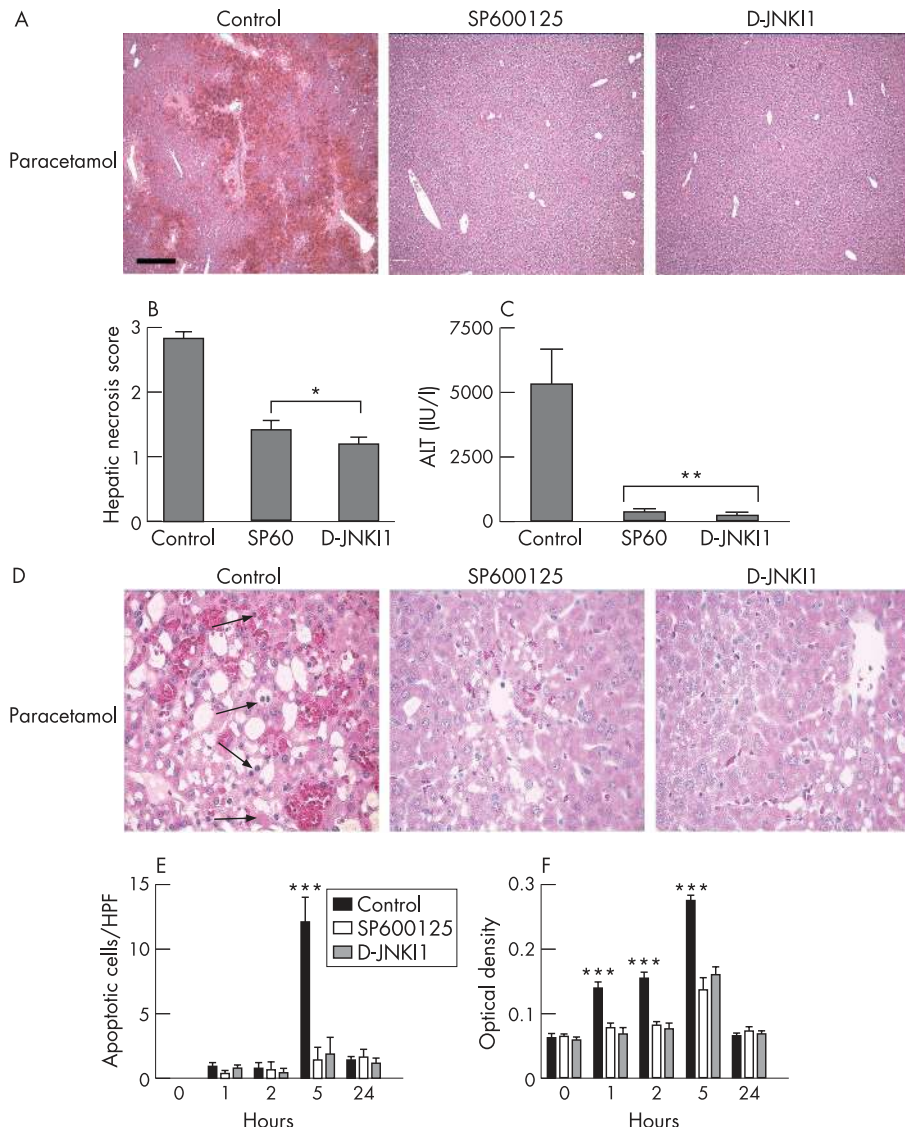 A
Control
SP600125
D-JNKI1
Paracetamol
B
Hepatic necrosis score
3
2
1
0
*
Control
SP60
D-JNKI1
C
ALT (IU/l)
7500
5000
2500
0
**
Control
SP60
D-JNKI1
D
Control
SP600125
D-JNKI1
Paracetamol
E
Apoptotic cells/HPF
15
10
5
0
***
Control
SP600125
D-JNKI1
0 1 2 5 24
Hours
F
Optical density
0.3
0.2
0.1
0
*** *** ***
0 1 2 5 24
Hours